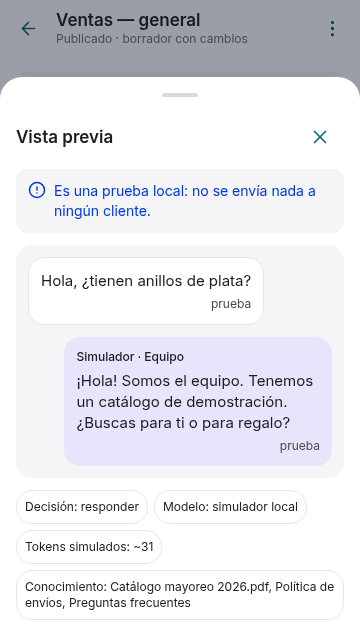 Ventas — general
Publicado · borrador con cambios
Vista previa
Es una prueba local: no se envía nada a
ningún cliente.
Hola, ¿tienen anillos de plata?
prueba
Simulador · Equipo
¡Hola! Somos el equipo. Tenemos
un catálogo de demostración.
¿Buscas para ti o para regalo?
prueba
Decisión: responder
Modelo: simulador local
Tokens simulados: ~31
Conocimiento: Catálogo mayoreo 2026.pdf, Política de
envíos, Preguntas frecuentes